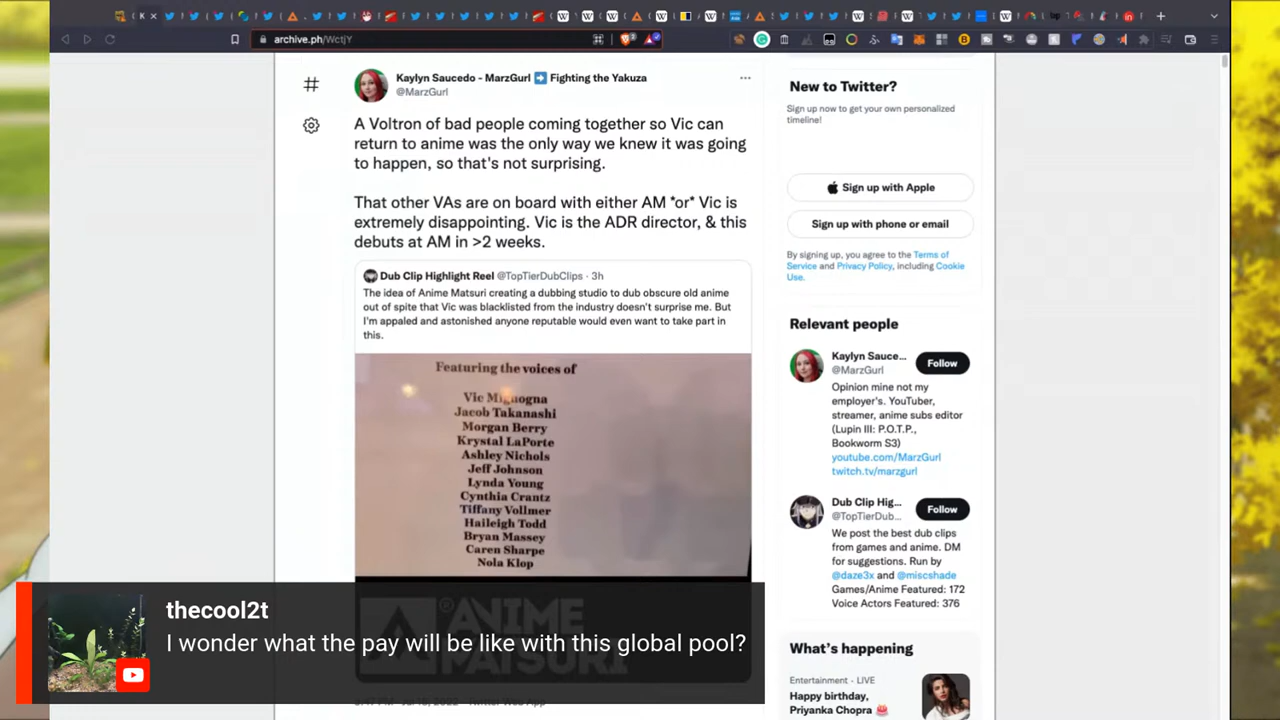 archive.ph/WctjY
Kaylyn Saucedo - MarzGurl ➡ Fighting the Yakuza
@MarzGurl
A Voltron of bad people coming together so Vic can
return to anime was the only way we knew it was going
to happen, so that's not surprising.
That other VAs are on board with either AM *or* Vic is
extremely disappointing. Vic is the ADR director, & this
debuts at AM in >2 weeks.
Dub Clip Highlight Reel @TopTierDubClips · 3h
The idea of Anime Matsuri creating a dubbing studio to dub obscure old anime
out of spite that Vic was blacklisted from the industry doesn't surprise me. But
I'm appaled and astonished anyone reputable would even want to take part in
this.
Featuring the voices of
Vic Mignogna
Jacob Takanashi
Morgan Berry
Krystal LaPorte
Ashley Nichols
Jeff Johnson
Lynda Young
Cynthia Crantz
Tiffany Vollmer
Haileigh Todd
Bryan Massey
Caren Sharpe
Nola Klop
ANIME
MATSURI
New to Twitter?
Sign up now to get your own personalized
timeline!
Sign up with Apple
Sign up with phone or email
By signing up, you agree to the Terms of
Service and Privacy Policy, including Cookie
Use.
Relevant people
Kaylyn Sauce...
@MarzGurl
Follow
Opinion mine not my
employer's. YouTuber,
streamer, anime subs editor
(Lupin III: P.O.T.P.,
Bookworm S3)
youtube.com/MarzGurl
twitch.tv/marzgurl
Dub Clip Hig...
@TopTierDub...
Follow
We post the best dub clips
from games and anime. DM
for suggestions. Run by
@daze3x and @miscshade
Games/Anime Featured: 172
Voice Actors Featured: 376
What's happening
Entertainment · LIVE
Happy birthday,
Priyanka Chopra
thecool2t
I wonder what the pay will be like with this global pool?